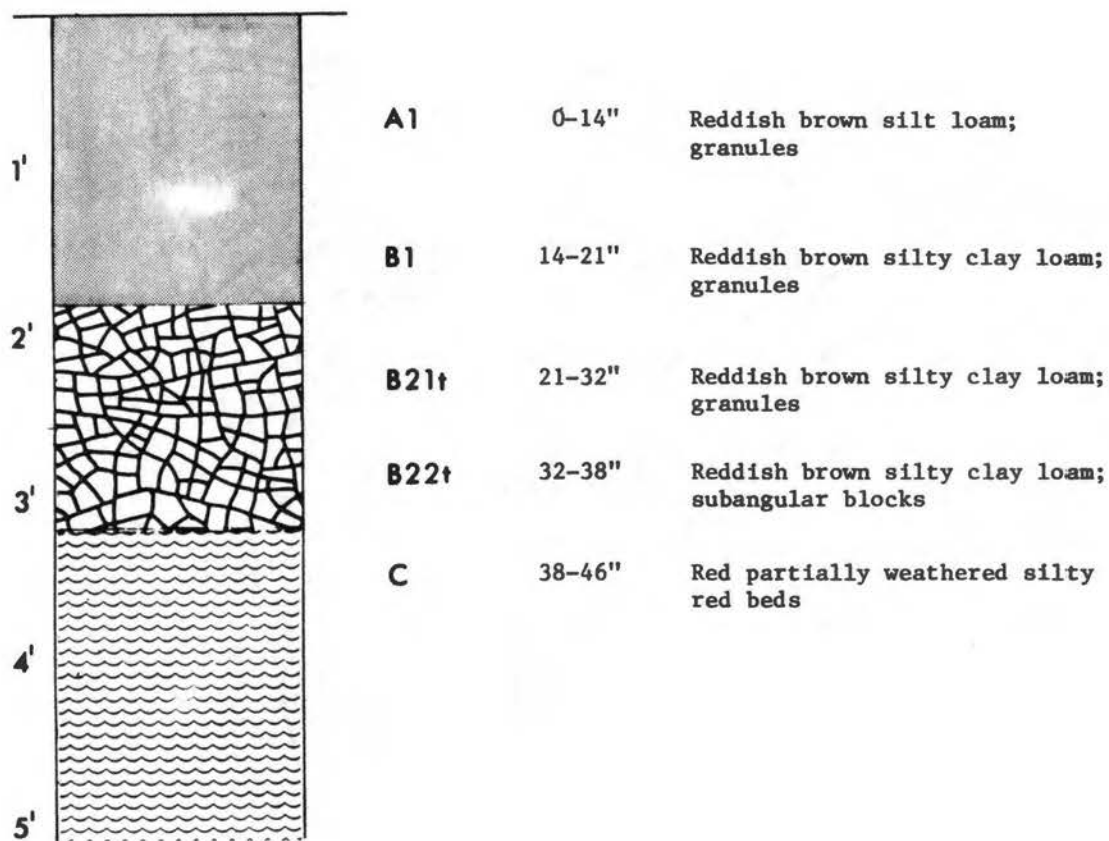 1'
2'
3'
4'
5'
A1 0-14" Reddish brown silt loam;
granules
B1 14-21" Reddish brown silty clay loam;
granules
B21t 21-32" Reddish brown silty clay loam;
granules
B22t 32-38" Reddish brown silty clay loam;
subangular blocks
C 38-46" Red partially weathered silty
red beds